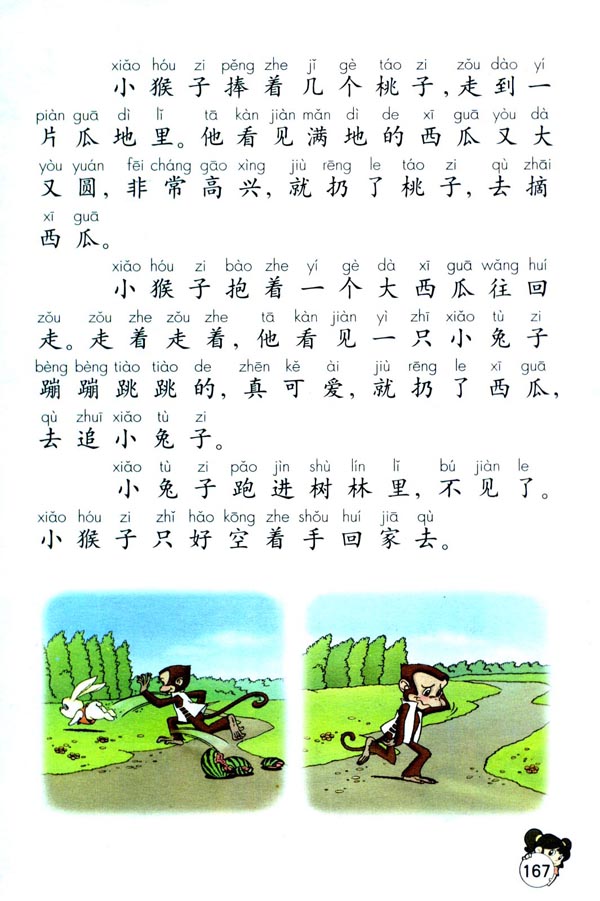 xiǎo hóu zi pěng zhe jǐ gè táo zi zǒu dào yí
小猴子捧着几个桃子,走到一
piàn guā dì lǐ tā kàn jiàn mǎn dì de xī guā yòu dà
片瓜地里。他看见满地的西瓜又大
yòu yuán fēi cháng gāo xìng jiù rēng le táo zi qù zhāi
又圆,非常高兴,就扔了桃子,去摘
xī guā
西瓜。
xiǎo hóu zi bào zhe yí gè dà xī guā wǎng huí
小猴子抱着一个大西瓜往回
zǒu zǒu zhe zǒu zhe tā kàn jiàn yì zhī xiǎo tù zi
走。走着走着,他看见一只小兔子
bèng bèng tiào tiào de zhēn kě ài jiù rēng le xī guā
蹦蹦跳跳的,真可爱,就扔了西瓜,
qù zhuī xiǎo tù zi
去追小兔子。
xiǎo tù zi pǎo jìn shù lín lǐ bú jiàn le
小兔子跑进树林里,不见了。
xiǎo hóu zi zhǐ hǎo kōng zhe shǒu huí jiā qù
小猴子只好空着手回家去。
167